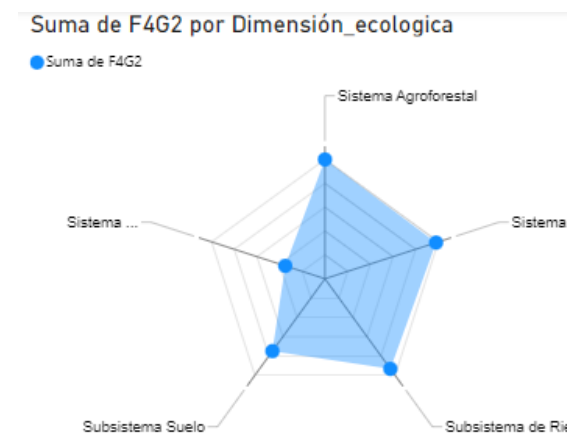 Suma de F4G2 por Dimensión_ecologica
Suma de F4G2
Sistema Agroforestal
Sistema ...
Sistema
Subsistema Suelo
Subsistema de Rie